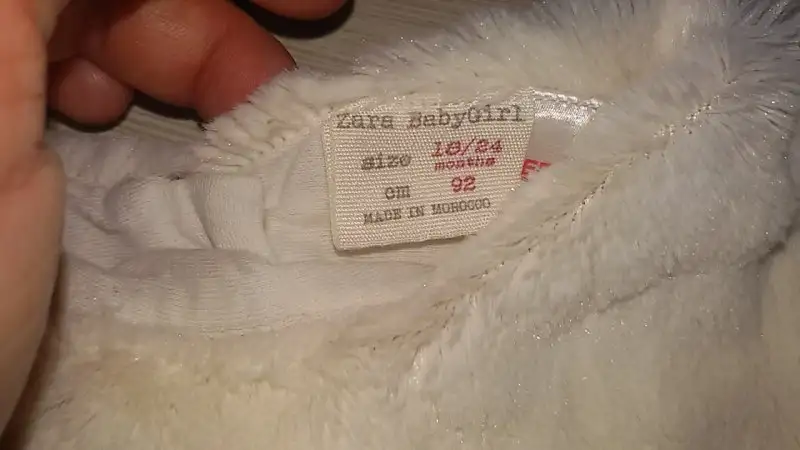 Zara BabyGirl
size 18/24
months
cm 92
MADE IN MOROCCO